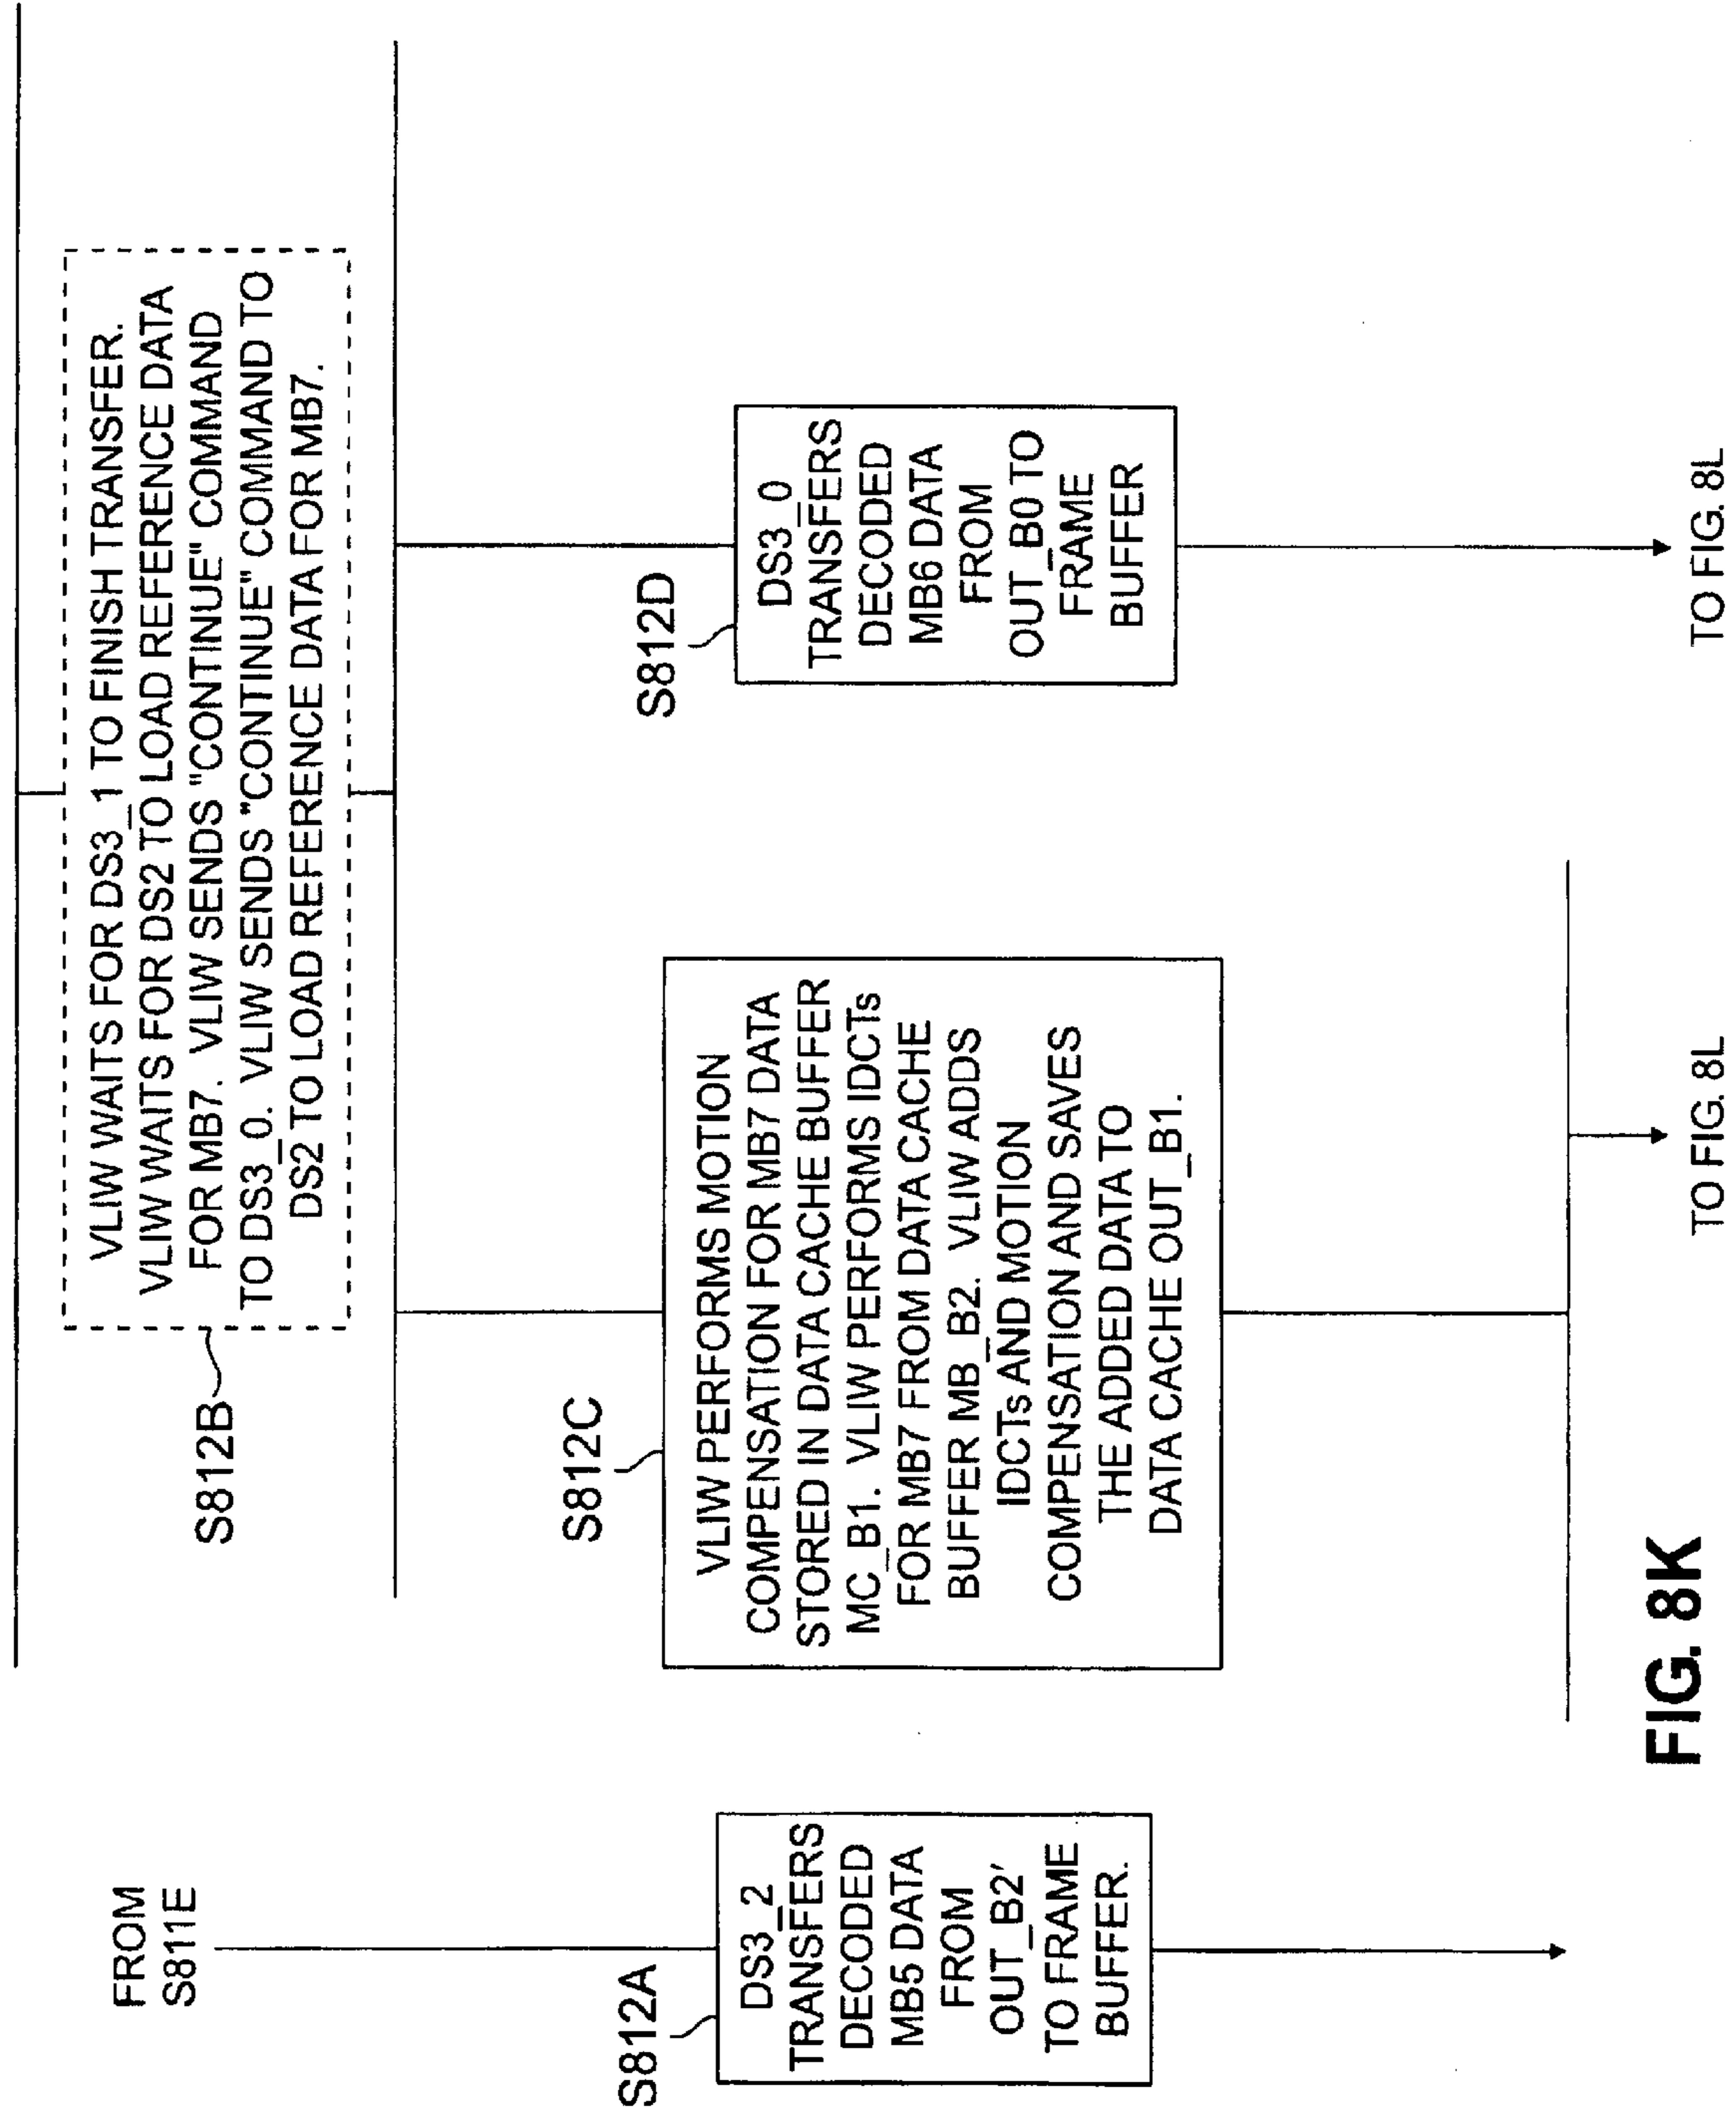 FROM
S811E
S812A
DS3_2
TRANSFERS
DECODED
MB5 DATA
FROM
OUT_B2'
TO FRAME
BUFFER.
S812B
VLIW WAITS FOR DS3_1 TO FINISH TRANSFER.
VLIW WAITS FOR DS2 TO LOAD REFERENCE DATA
FOR MB7. VLIW SENDS "CONTINUE" COMMAND
TO DS3_0. VLIW SENDS "CONTINUE" COMMAND TO
DS2 TO LOAD REFERENCE DATA FOR MB7.
S812C
VLIW PERFORMS MOTION
COMPENSATION FOR MB7 DATA
STORED IN DATA CACHE BUFFER
MC_B1. VLIW PERFORMS IDCTs
FOR MB7 FROM DATA CACHE
BUFFER MB_B2. VLIW ADDS
IDCTs AND MOTION
COMPENSATION AND SAVES
THE ADDED DATA TO
DATA CACHE OUT_B1.
S812D
DS3_0
TRANSFERS
DECODED
MB6 DATA
FROM
OUT_B0 TO
FRAME
BUFFER
TO FIG. 8L
TO FIG. 8L
FIG. 8K